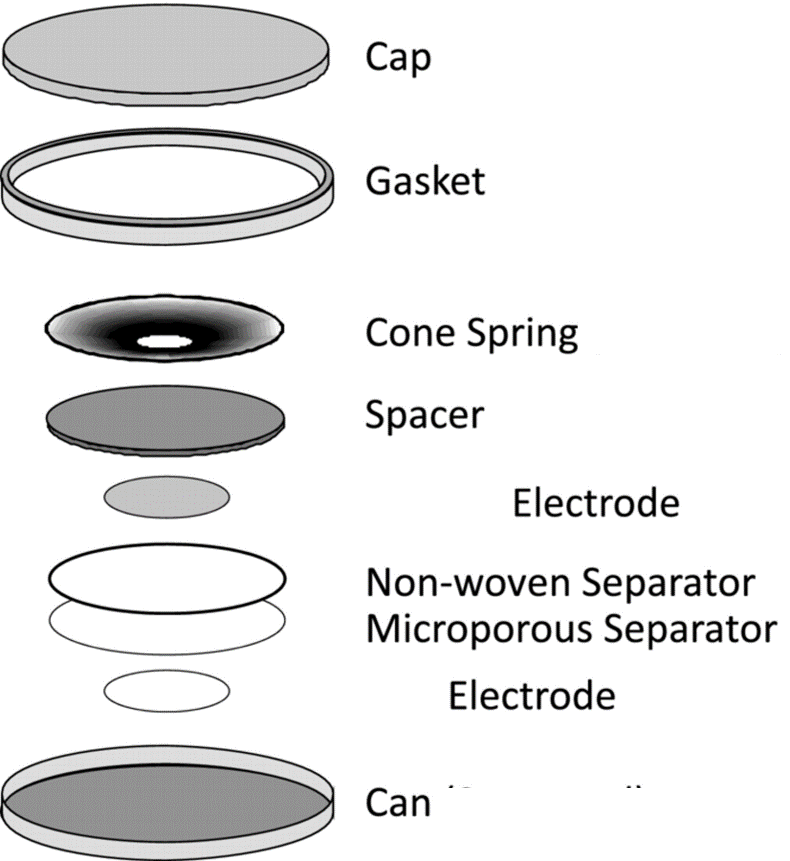 Cap
Gasket
Cone Spring
Spacer
Electrode
Non-woven Separator
Microporous Separator
Electrode
Can